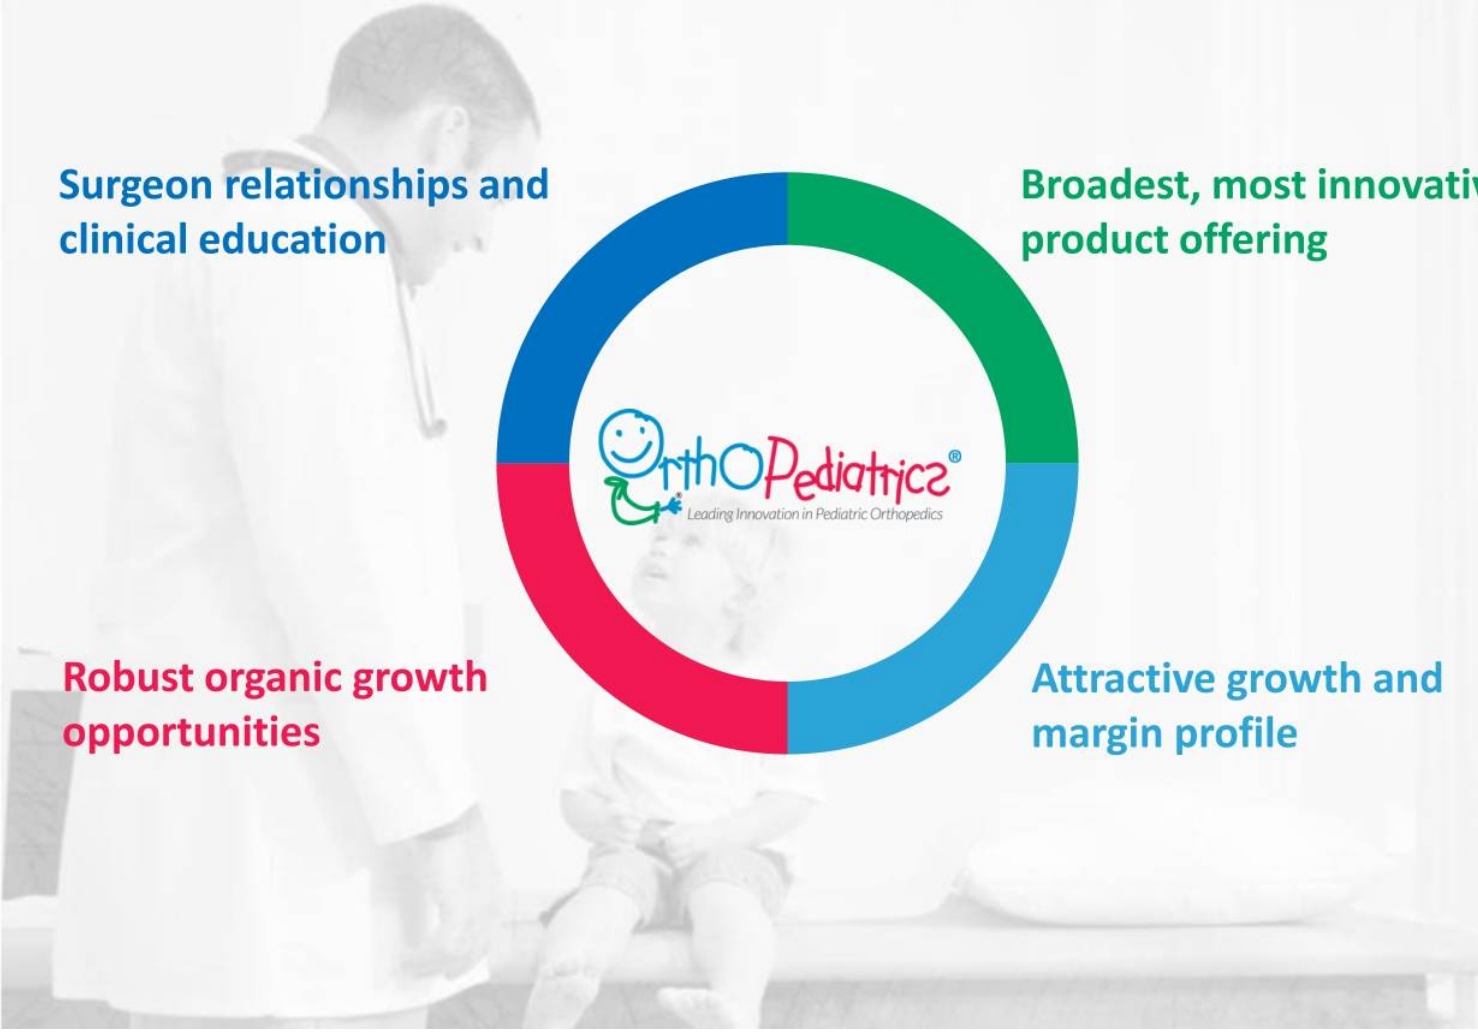 Surgeon relationships and
clinical education
Broadest, most innovativ
product offering
OrthoPediatrics®
®
Leading Innovation in Pediatric Orthopedics
Robust organic growth
opportunities
Attractive growth and
margin profile